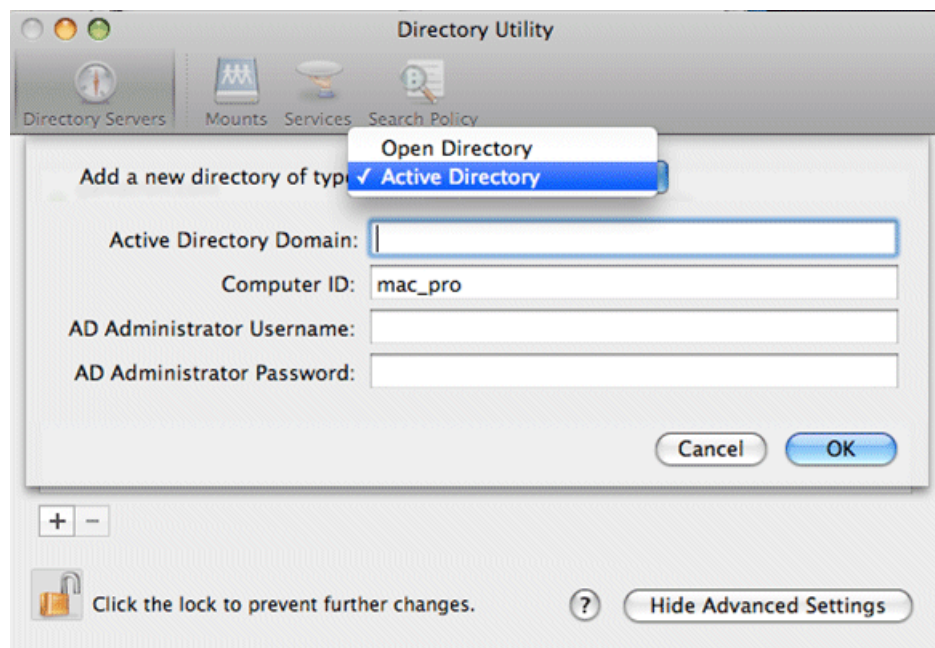 Directory Utility
Directory Servers Mounts Services Search Policy
Open Directory
Add a new directory of typ ✓ Active Directory
Active Directory Domain:
Computer ID: mac_pro
AD Administrator Username:
AD Administrator Password:
Cancel OK
+ −
Click the lock to prevent further changes. ? Hide Advanced Settings